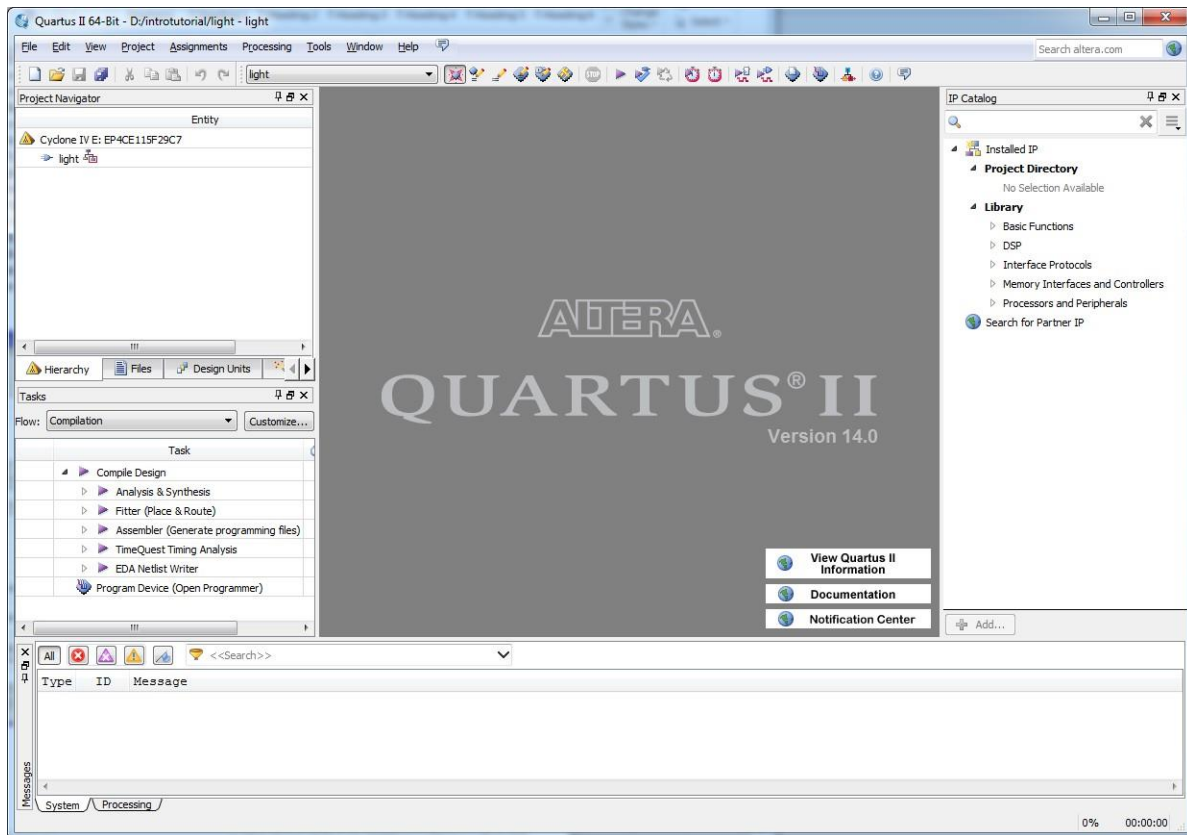 Quartus II 64-Bit - D:/introtutorial/light - light
File Edit View Project Assignments Processing Tools Window Help
Search altera.com
light
Project Navigator
Entity
Cyclone IV E: EP4CE115F29C7
light
Hierarchy Files Design Units
Tasks
Flow: Compilation Customize...
Task
Compile Design
Analysis & Synthesis
Fitter (Place & Route)
Assembler (Generate programming files)
TimeQuest Timing Analysis
EDA Netlist Writer
Program Device (Open Programmer)
ALTERA®
QUARTUS® II
Version 14.0
View Quartus II
Information
Documentation
Notification Center
IP Catalog
Installed IP
Project Directory
No Selection Available
Library
Basic Functions
DSP
Interface Protocols
Memory Interfaces and Controllers
Processors and Peripherals
Search for Partner IP
Add...
All <<Search>>
Type ID Message
Messages
System Processing
0% 00:00:00